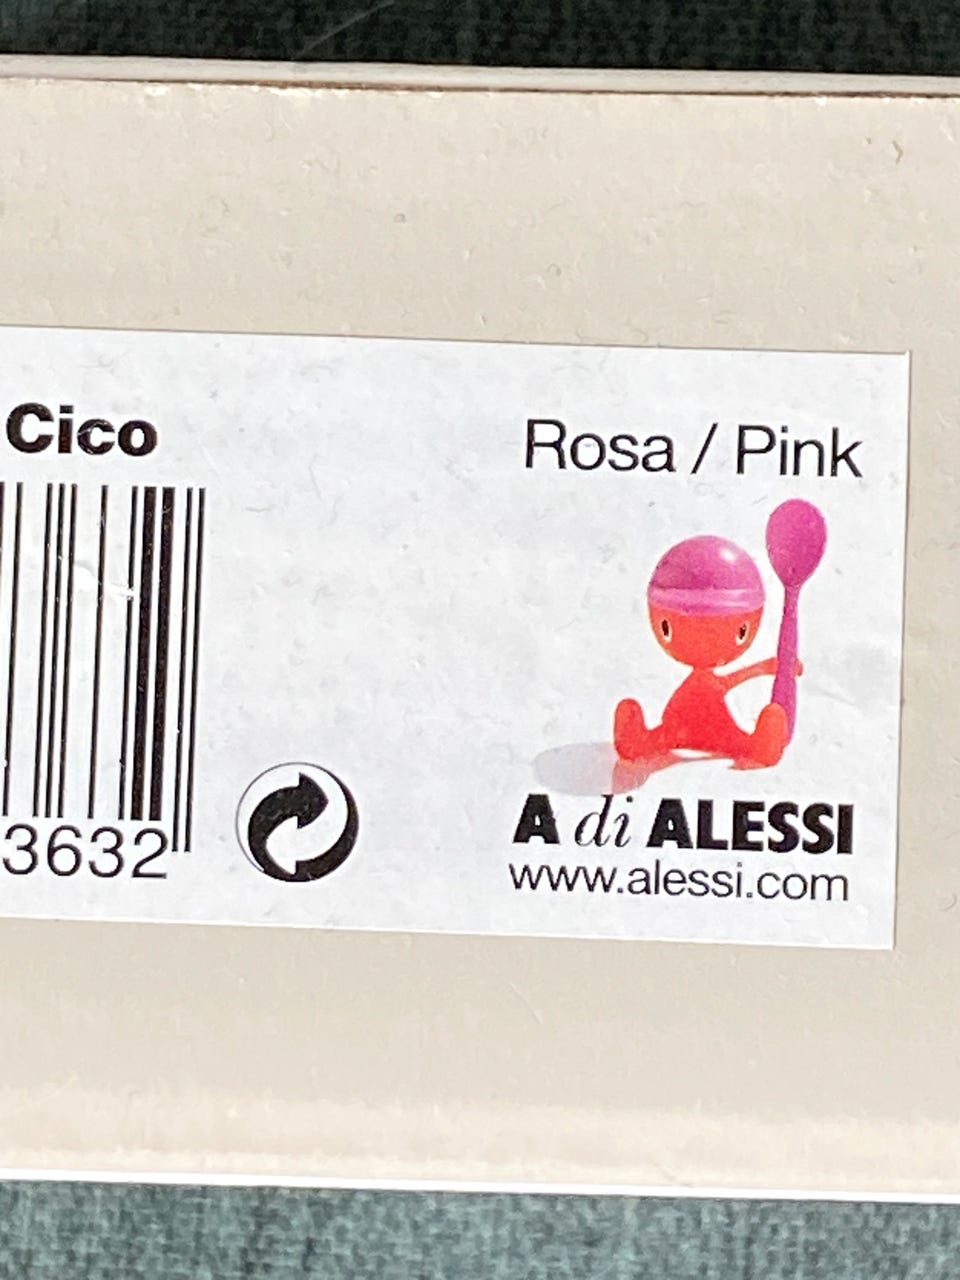 Cico
Rosa / Pink
3632
A di ALESSI
www.alessi.com